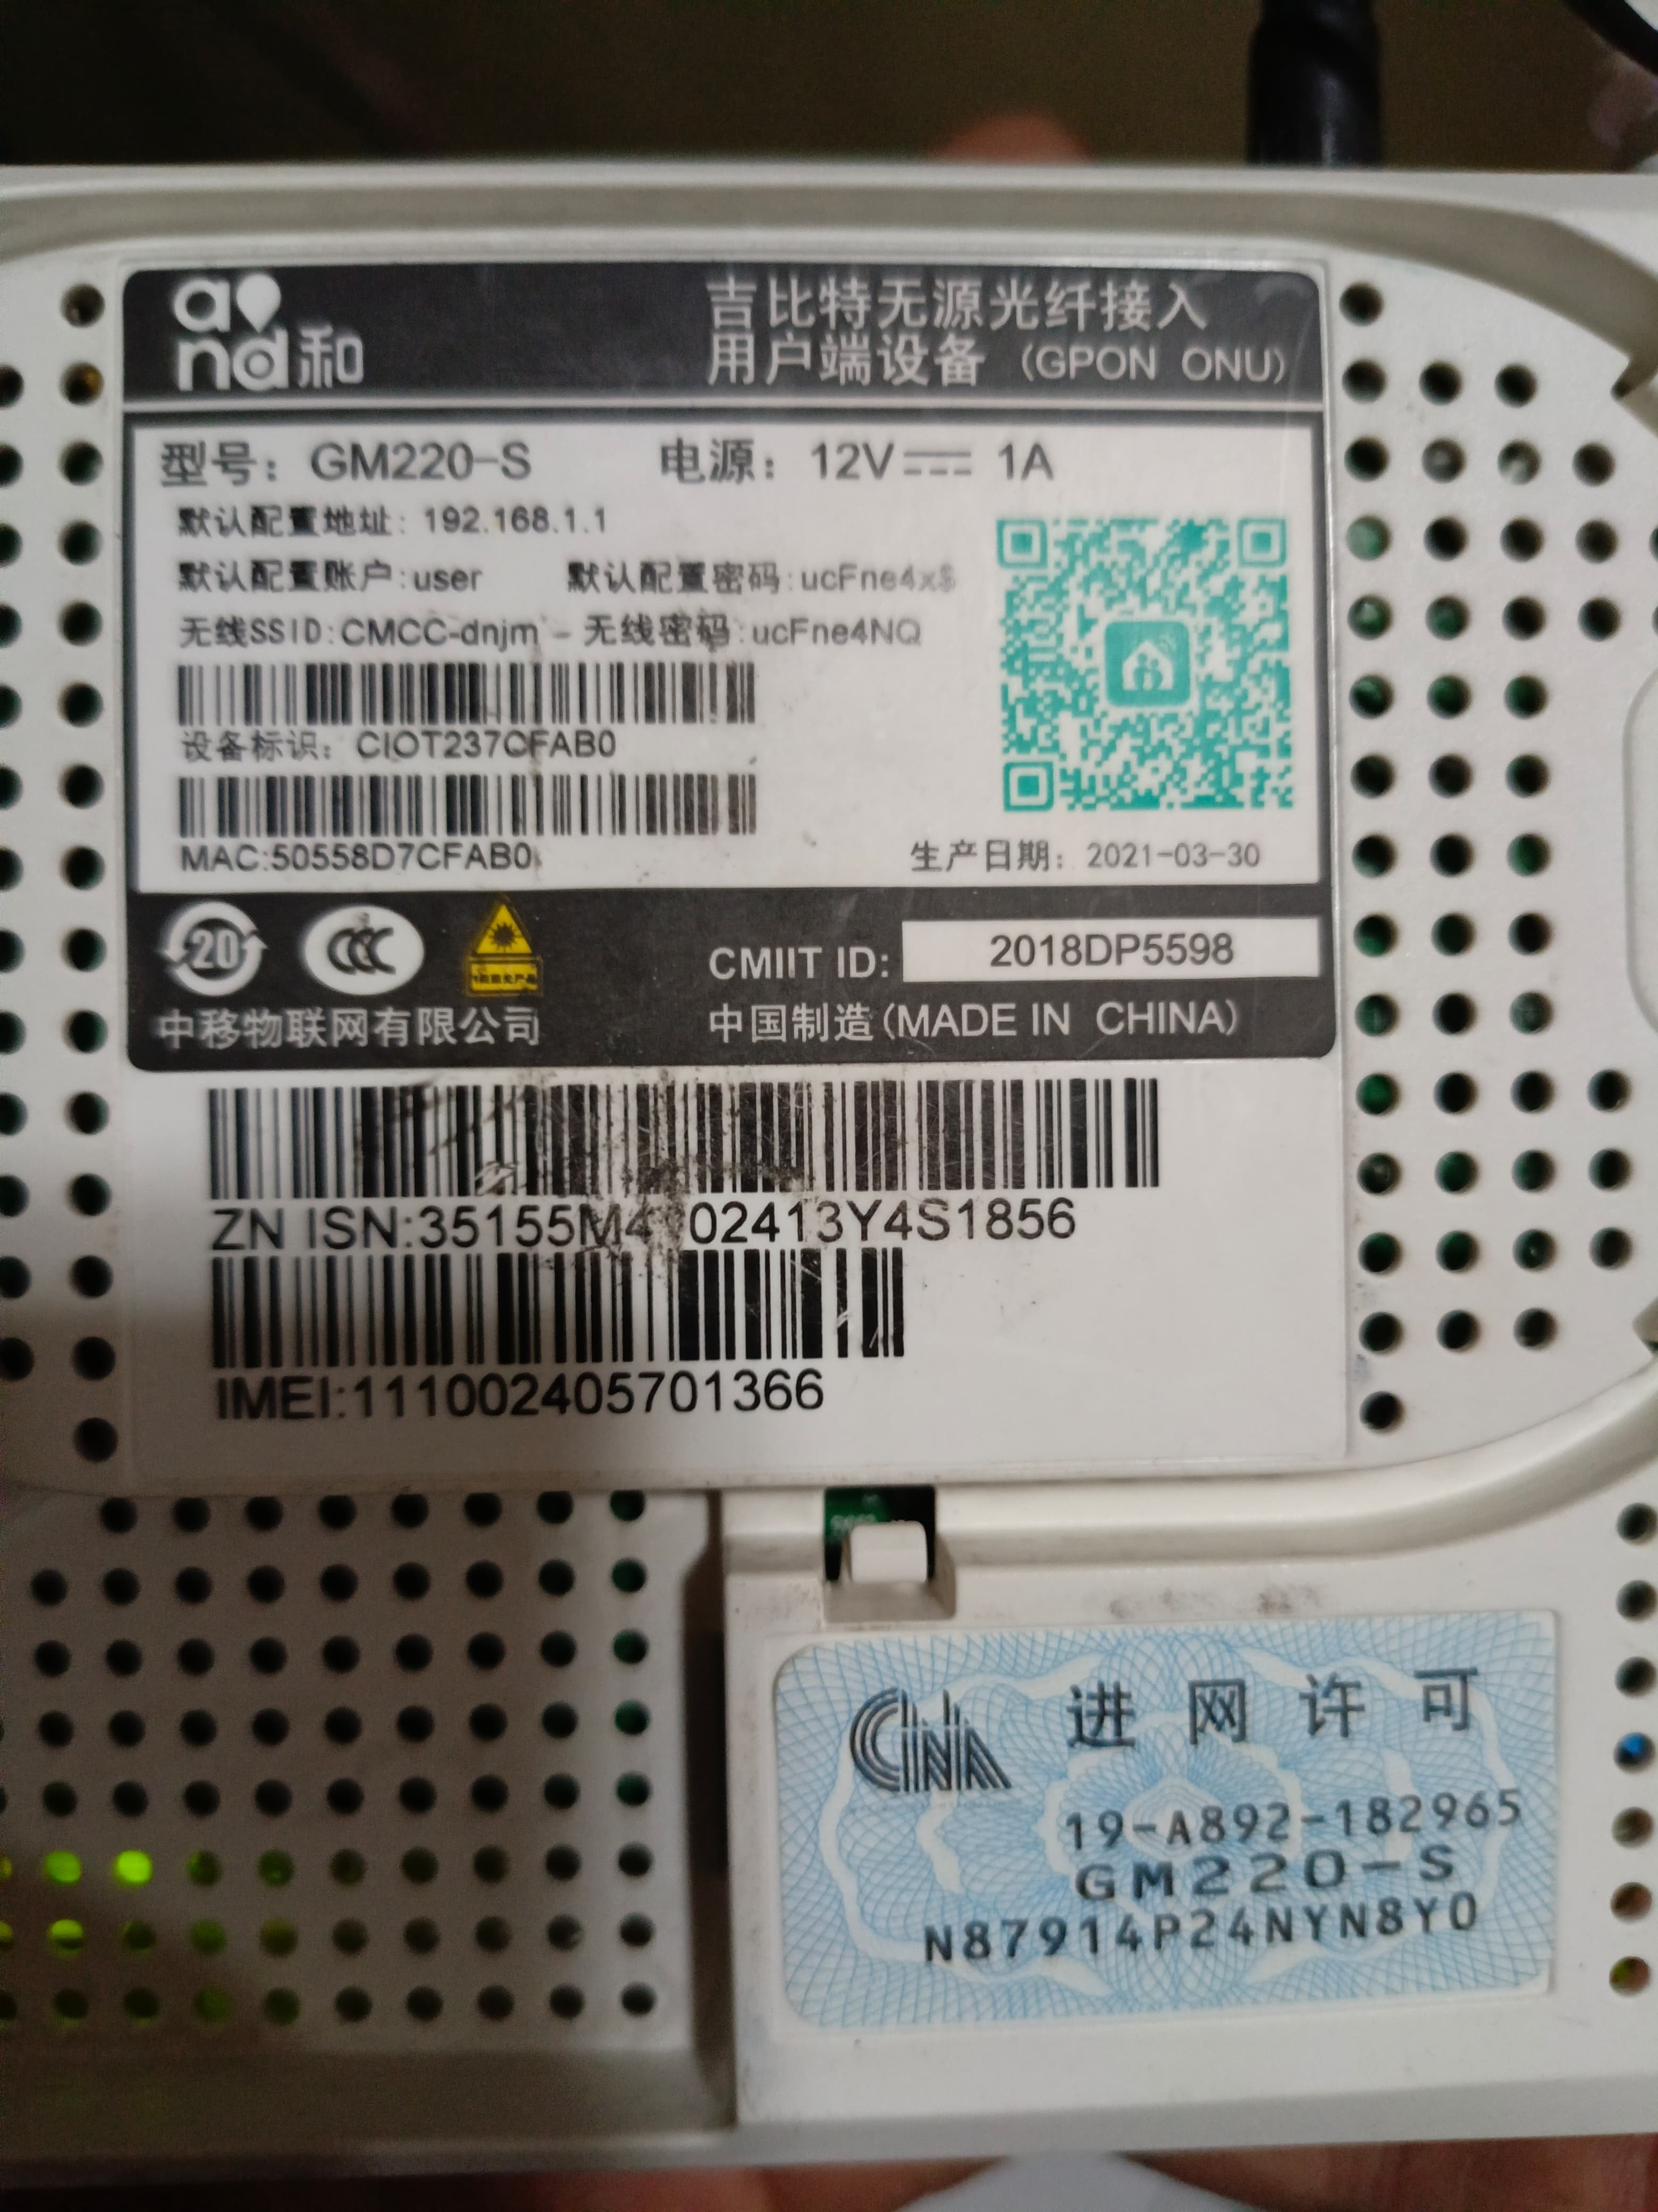 and和
吉比特无源光纤接入
用户端设备 (GPON ONU)
型号: GM220-S 电源: 12V 1A
默认配置地址: 192.168.1.1
默认配置账户:user 默认配置密码:ucFne4x$
无线SSID:CMCC-dnjm - 无线密码:ucFne4NQ
设备标识: CIOT237CFAB0
MAC:50558D7CFAB0
生产日期: 2021-03-30
20 CCC
CMIIT ID: 2018DP5598
中移物联网有限公司
中国制造(MADE IN CHINA)
ZN ISN:
IMEI:111002405701366
CNA 进网许可
19-A892-182965
GM220-S
N87914P24NYN8Y0